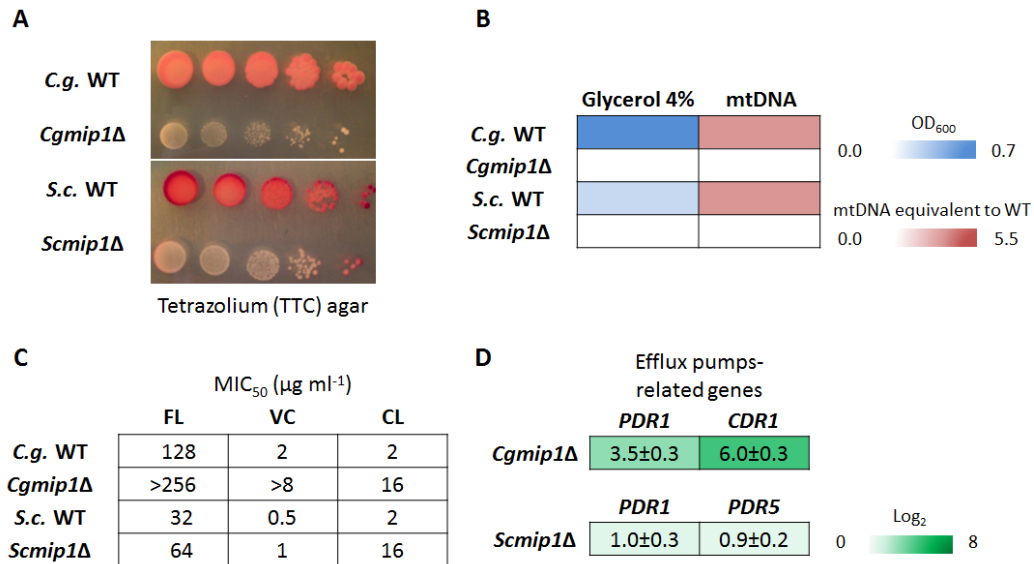 A
C.g. WT
Cgmip1Δ
S.c. WT
Scmip1Δ
Tetrazolium (TTC) agar
B
Glycerol 4% mtDNA
C.g. WT
Cgmip1Δ
S.c. WT
Scmip1Δ
OD600
0.0 0.7
mtDNA equivalent to WT
0.0 5.5
C
MIC50 (µg ml-1)
FL VC CL
C.g. WT 128 2 2
Cgmip1Δ >256 >8 16
S.c. WT 32 0.5 2
Scmip1Δ 64 1 16
D
Efflux pumps-
related genes
PDR1 CDR1
Cgmip1Δ 3.5±0.3 6.0±0.3
PDR1 PDR5
Scmip1Δ 1.0±0.3 0.9±0.2
Log2
0 8